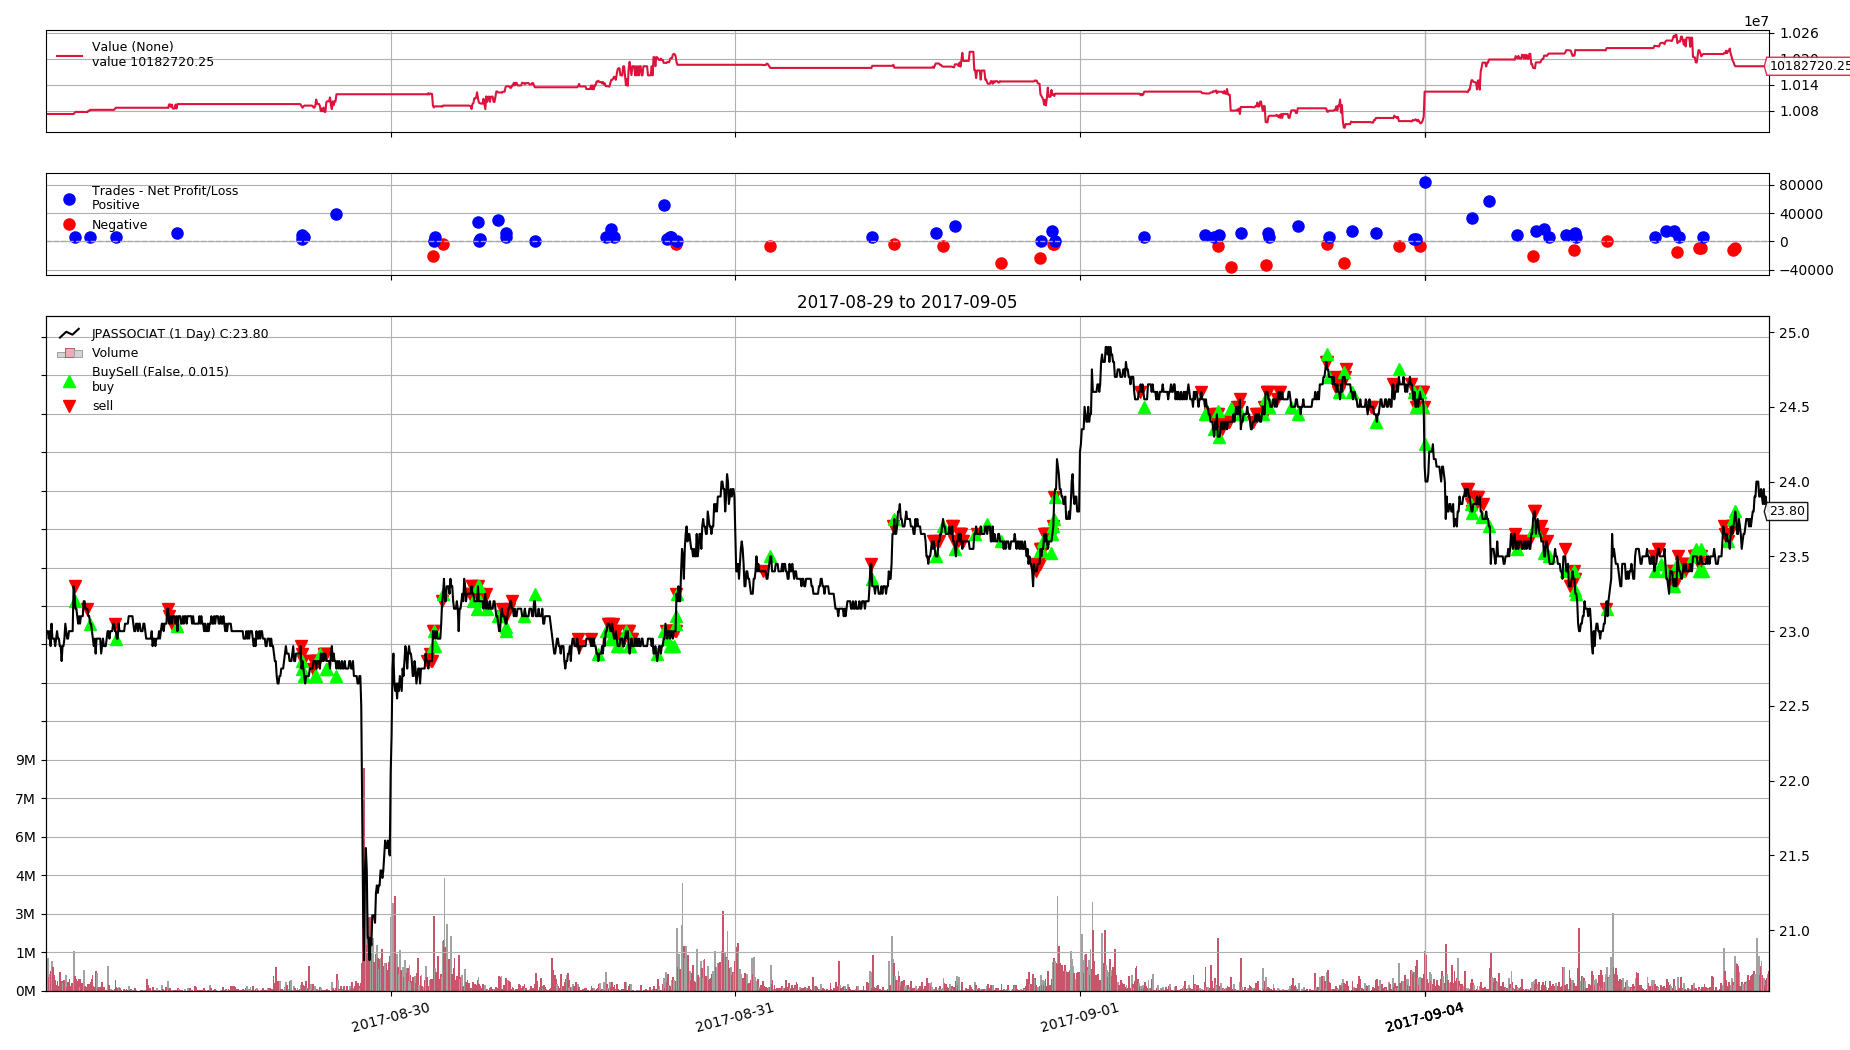 1e7
Value (None)
value 10182720.25
1.026
10182720.25
1.014
1.008
Trades - Net Profit/Loss
Positive
Negative
80000
40000
0
−40000
2017-08-29 to 2017-09-05
JPASSOCIAT (1 Day) C:23.80
Volume
BuySell (False, 0.015)
buy
sell
25.0
24.5
24.0
23.80
23.5
23.0
22.5
22.0
21.5
21.0
9M
7M
6M
4M
3M
1M
0M
2017-08-30
2017-08-31
2017-09-01
2017-09-04